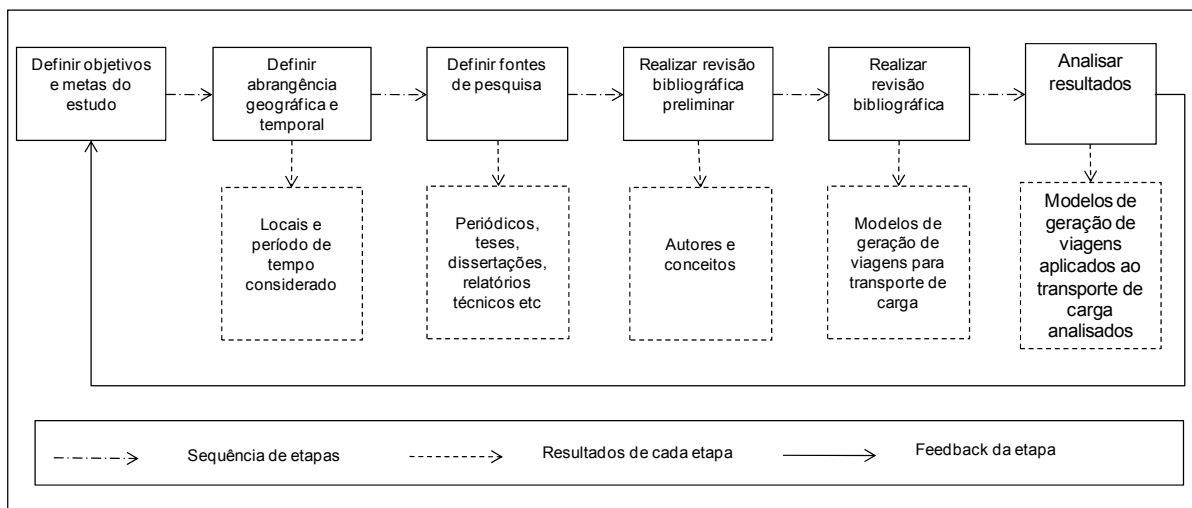 Definir objetivos
e metas do
estudo
Definir
abrangência
geográfica e
temporal
Definir fontes
de pesquisa
Realizar revisão
bibliográfica
preliminar
Realizar
revisão
bibliográfica
Analisar
resultados
Locais e
período de
tempo
considerado
Periódicos,
teses,
dissertações,
relatórios
técnicos etc
Autores e
conceitos
Modelos de
geração de
viagens para
transporte de
carga
Modelos de
geração de
viagens
aplicados ao
transporte de
carga
analisados
Sequência de etapas
Resultados de cada etapa
Feedback da etapa